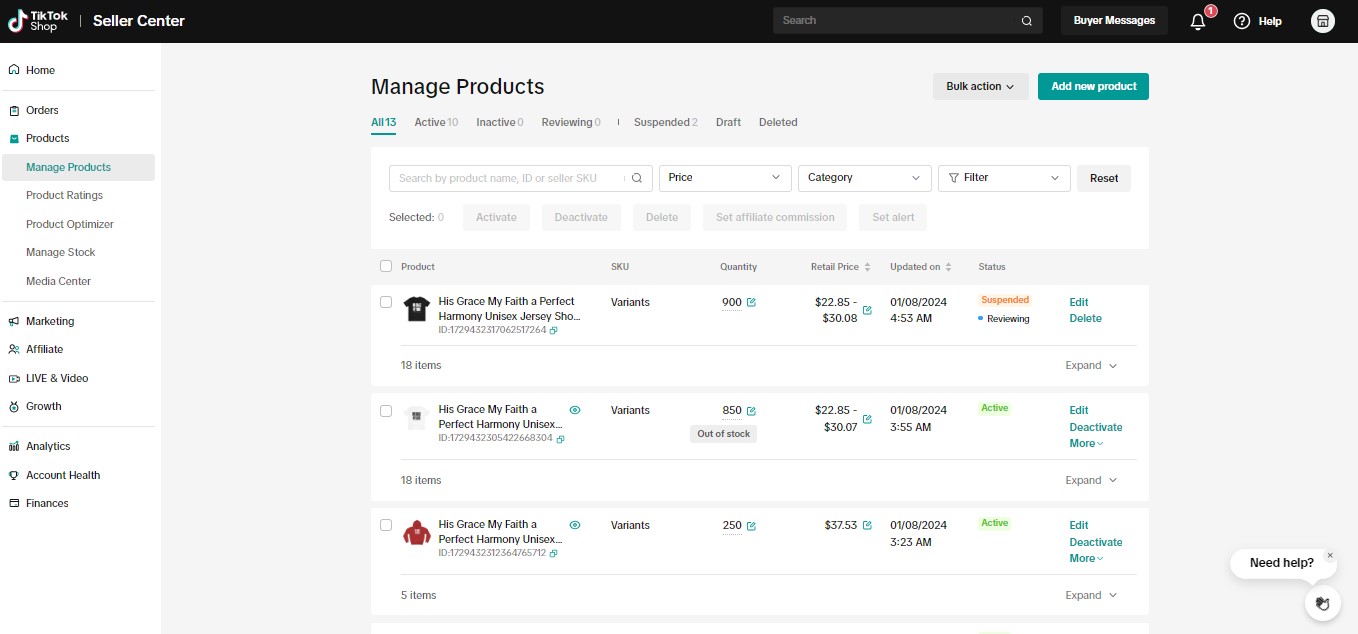 TikTok Shop | Seller Center
Search
Buyer Messages
1
Help
Home
Orders
Products
Manage Products
Product Ratings
Product Optimizer
Manage Stock
Media Center
Marketing
Affiliate
LIVE & Video
Growth
Analytics
Account Health
Finances
Manage Products
Bulk action
Add new product
All 13 Active 10 Inactive 0 Reviewing 0 Suspended 2 Draft Deleted
Search by product name, ID or seller SKU
Price
Category
Filter
Reset
Selected: 0 Activate Deactivate Delete Set affiliate commission Set alert
Product SKU Quantity Retail Price Updated on Status
His Grace My Faith a Perfect
Harmony Unisex Jersey Sho...
ID:1729432317062517264
Variants
900
$22.85 -
$30.08
01/08/2024
4:53 AM
Suspended
Reviewing
Edit
Delete
18 items
Expand
His Grace My Faith a
Perfect Harmony Unisex...
ID:1729432305422668304
Variants
850
Out of stock
$22.85 -
$30.07
01/08/2024
3:55 AM
Active
Edit
Deactivate
More
18 items
Expand
His Grace My Faith a
Perfect Harmony Unisex...
ID:1729432312364765712
Variants
250
$37.53
01/08/2024
3:23 AM
Active
Edit
Deactivate
More
5 items
Expand
Need help?